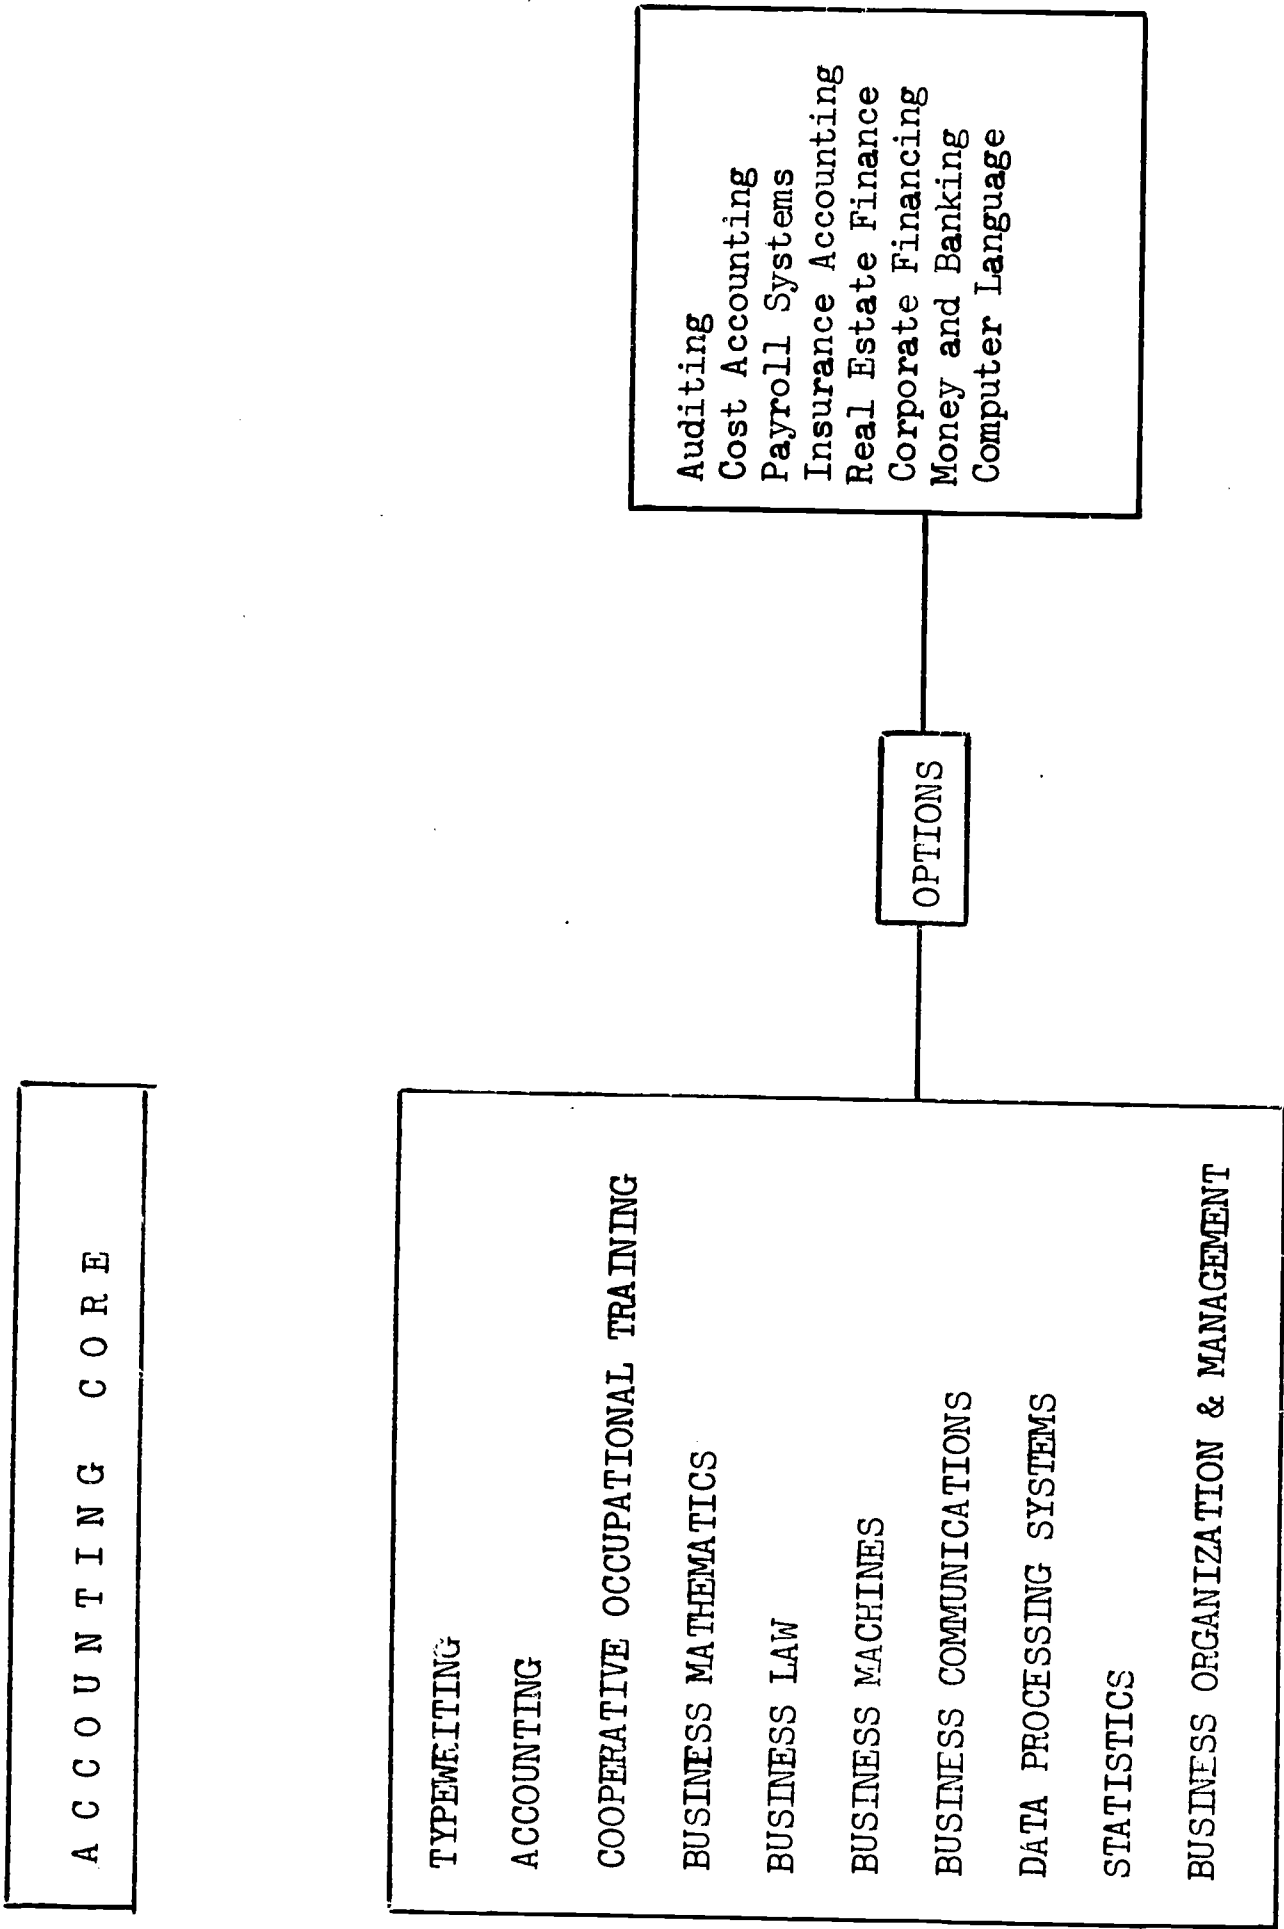 A C C O U N T I N G  C O R E
TYPEWRITING
ACCOUNTING
COOPERATIVE OCCUPATIONAL TRAINING
BUSINESS MATHEMATICS
BUSINESS LAW
BUSINESS MACHINES
BUSINESS COMMUNICATIONS
DATA PROCESSING SYSTEMS
STATISTICS
BUSINESS ORGANIZATION & MANAGEMENT
OPTIONS
Auditing
Cost Accounting
Payroll Systems
Insurance Accounting
Real Estate Finance
Corporate Financing
Money and Banking
Computer Language